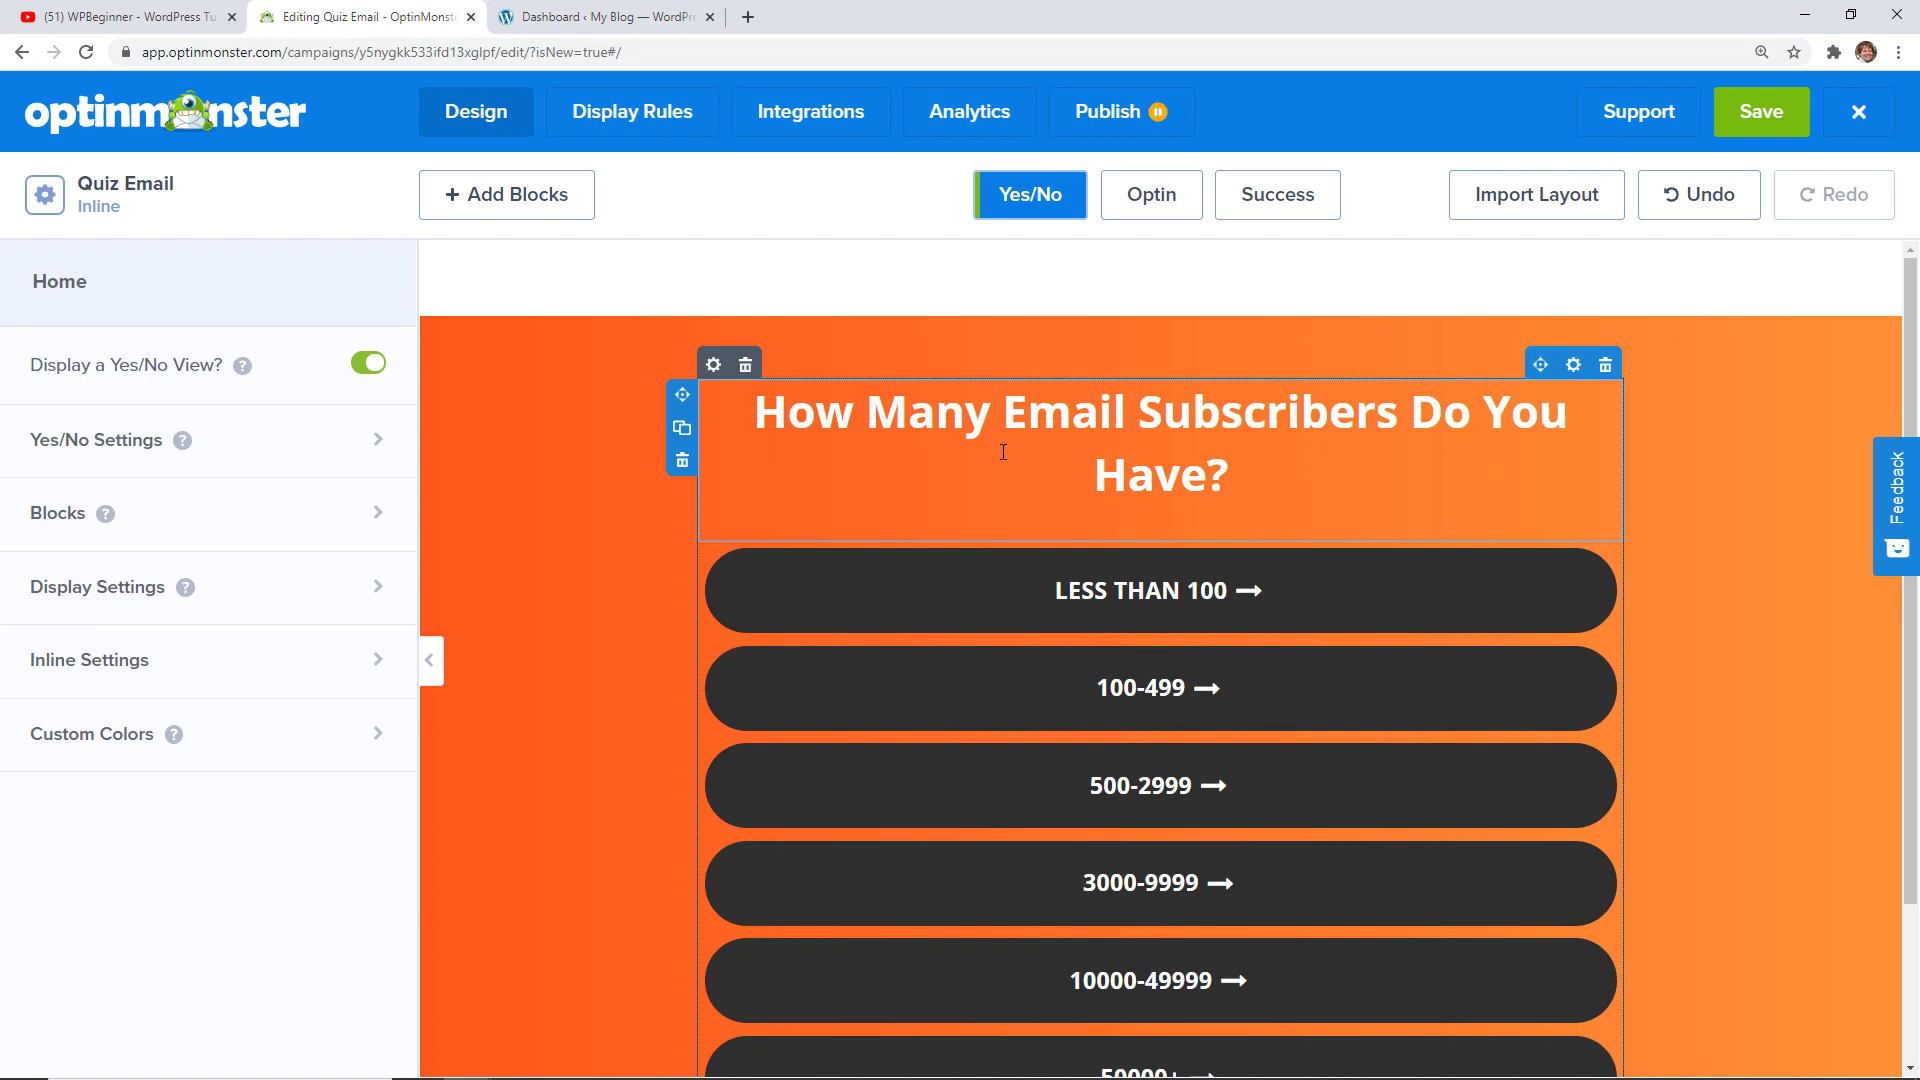 (51) WPBeginner - WordPress Tu
Editing Quiz Email - OptinMonste
Dashboard ‹ My Blog — WordPre
app.optinmonster.com/campaigns/y5nygkk533ifd13xglpf/edit/?isNew=true#/
optinmonster
Design
Display Rules
Integrations
Analytics
Publish
Support
Save
Quiz Email
Inline
+ Add Blocks
Yes/No
Optin
Success
Import Layout
Undo
Redo
Home
Display a Yes/No View?
Yes/No Settings
Blocks
Display Settings
Inline Settings
Custom Colors
How Many Email Subscribers Do You
Have?
LESS THAN 100
100-499
500-2999
3000-9999
10000-49999
50000+
Feedback